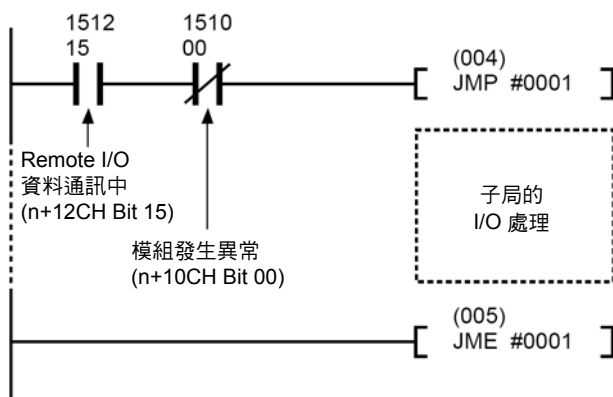 1512
15
1510
00
(004)
JMP #0001
Remote I/O
資料通訊中
(n+12CH Bit 15)
模組發生異常
(n+10CH Bit 00)
子局的
I/O 處理
(005)
JME #0001